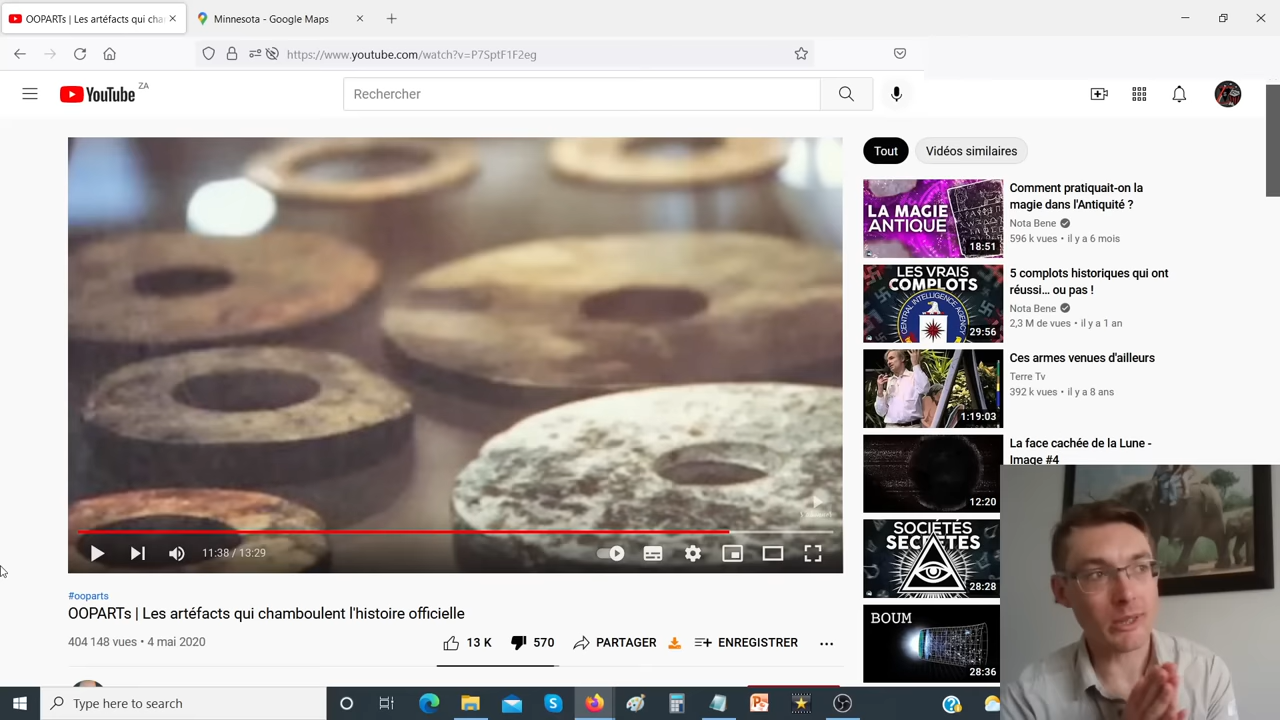 OOPARTs | Les artéfacts qui cha
Minnesota - Google Maps
https://www.youtube.com/watch?v=P7SptF1F2eg
YouTube ZA
Rechercher
Tout
Vidéos similaires
LA MAGIE
ANTIQUE
18:51
Comment pratiquait-on la
magie dans l'Antiquité ?
Nota Bene
596 k vues • il y a 6 mois
LES VRAIS
COMPLOTS
CENTRAL INTELLIGENCE AGENCY
29:56
5 complots historiques qui ont
réussi... ou pas !
Nota Bene
2,3 M de vues • il y a 1 an
1:19:03
Ces armes venues d'ailleurs
Terre Tv
392 k vues • il y a 8 ans
12:20
La face cachée de la Lune -
Image #4
SOCIÉTÉS
SECRÈTES
28:28
BOUM
28:36
11:38 / 13:29
#ooparts
OOPARTs | Les artéfacts qui chamboulent l'histoire officielle
404 148 vues • 4 mai 2020
13 K
570
PARTAGER
ENREGISTRER
Type here to search